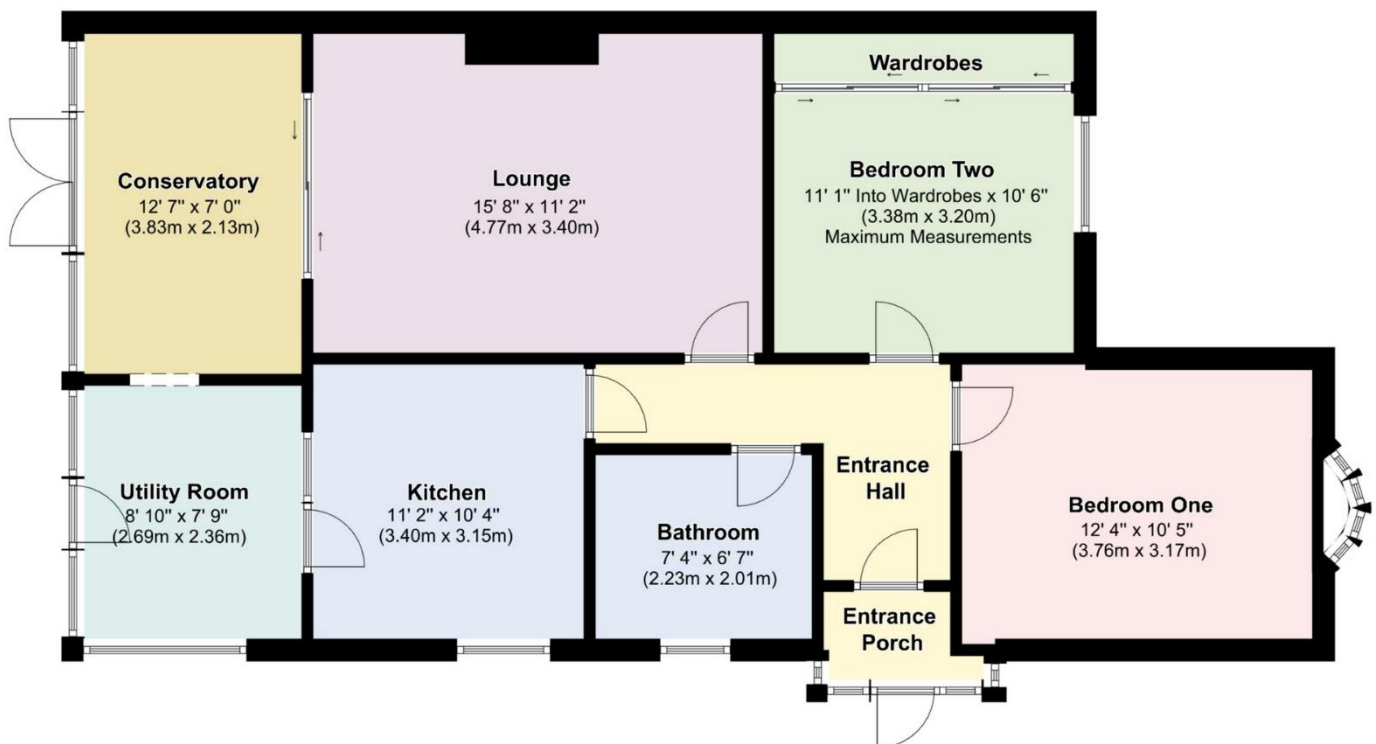 Wardrobes
Conservatory
12' 7" x 7' 0"
(3.83m x 2.13m)
Lounge
15' 8" x 11' 2"
(4.77m x 3.40m)
Bedroom Two
11' 1" Into Wardrobes x 10' 6"
(3.38m x 3.20m)
Maximum Measurements
Utility Room
8' 10" x 7' 9"
(2.69m x 2.36m)
Kitchen
11' 2" x 10' 4"
(3.40m x 3.15m)
Bathroom
7' 4" x 6' 7"
(2.23m x 2.01m)
Entrance
Hall
Bedroom One
12' 4" x 10' 5"
(3.76m x 3.17m)
Entrance
Porch